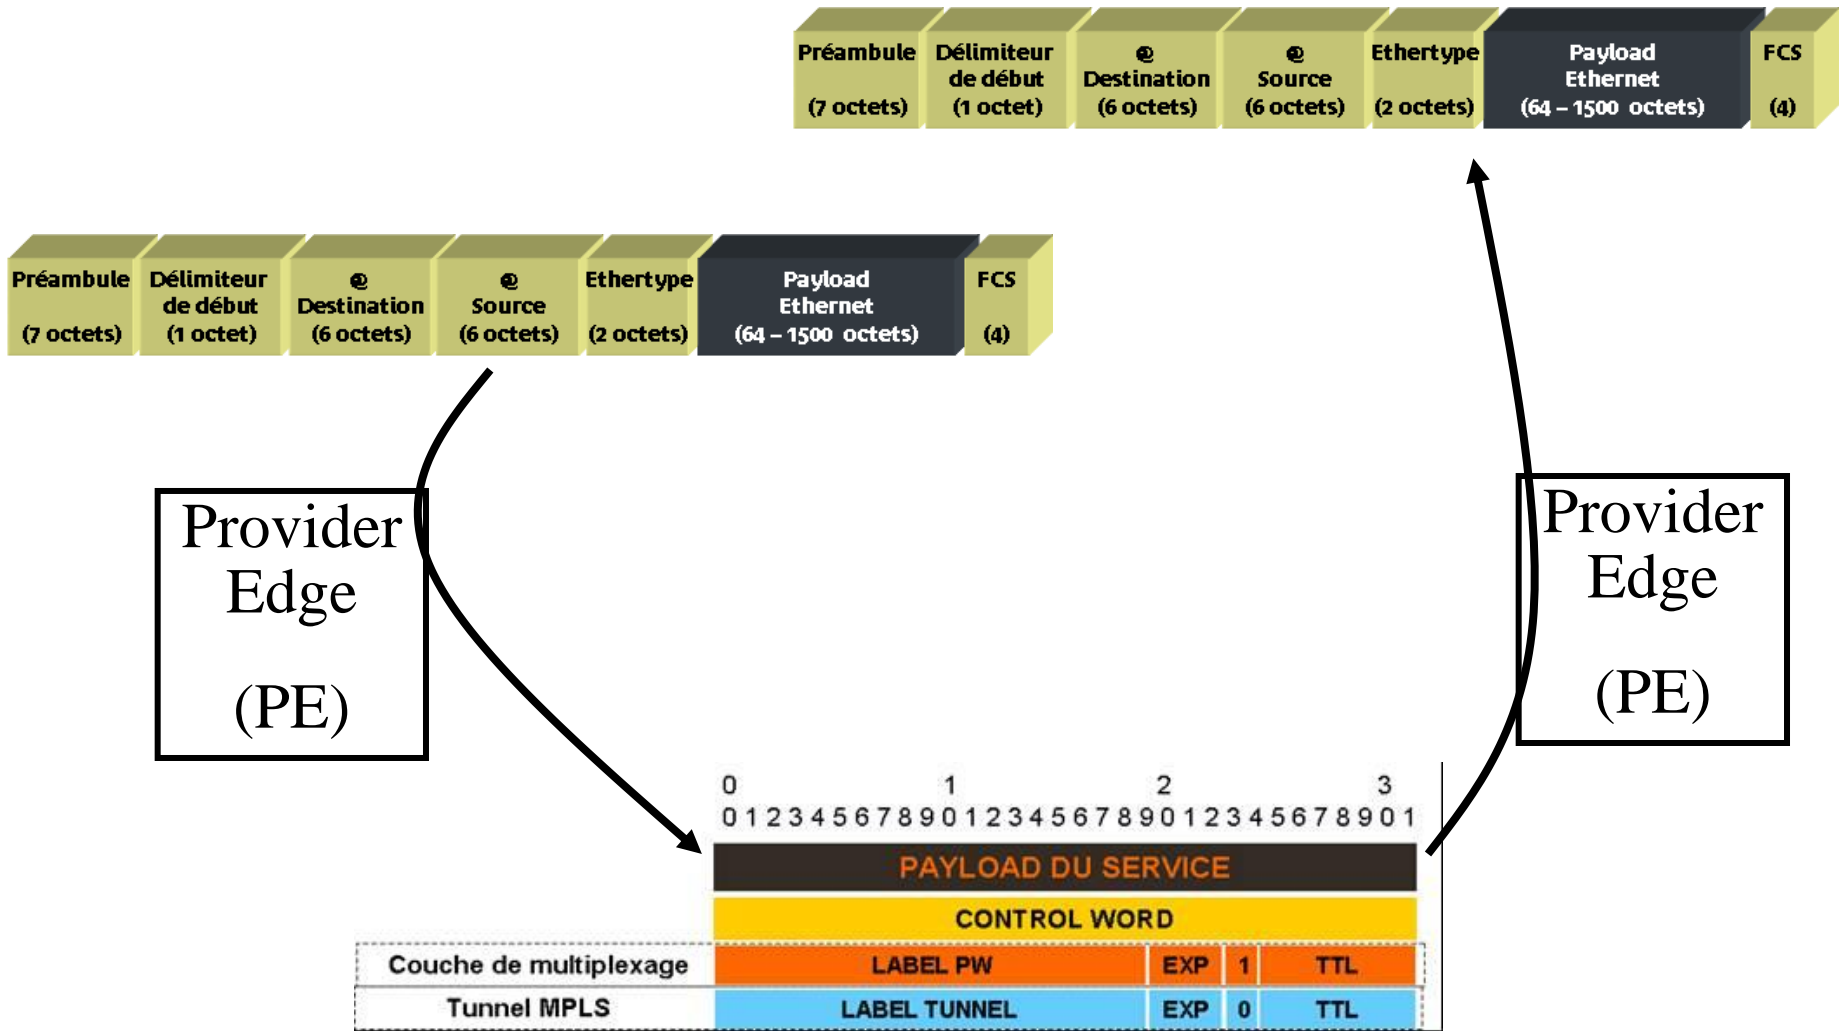 Préambule
(7 octets)
Délimiteur
de début
(1 octet)
@
Destination
(6 octets)
@
Source
(6 octets)
Ethertype
(2 octets)
Payload
Ethernet
(64 – 1500 octets)
FCS
(4)
Préambule
(7 octets)
Délimiteur
de début
(1 octet)
@
Destination
(6 octets)
@
Source
(6 octets)
Ethertype
(2 octets)
Payload
Ethernet
(64 – 1500 octets)
FCS
(4)
Provider
Edge
(PE)
Provider
Edge
(PE)
0 1 2 3
0 1 2 3 4 5 6 7 8 9 0 1 2 3 4 5 6 7 8 9 0 1 2 3 4 5 6 7 8 9 0 1
PAYLOAD DU SERVICE
CONTROL WORD
Couche de multiplexage LABEL PW EXP 1 TTL
Tunnel MPLS LABEL TUNNEL EXP 0 TTL